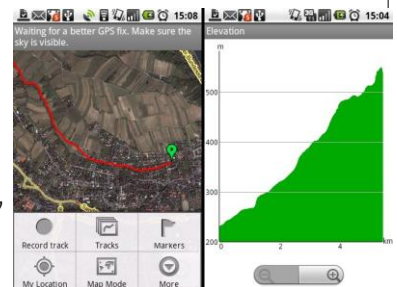 15:08
Waiting for a better GPS fix. Make sure the
sky is visible.
Record track
Tracks
Markers
My Location
Map Mode
More
15:04
Elevation
m
500
400
300
200
0
2
4
km